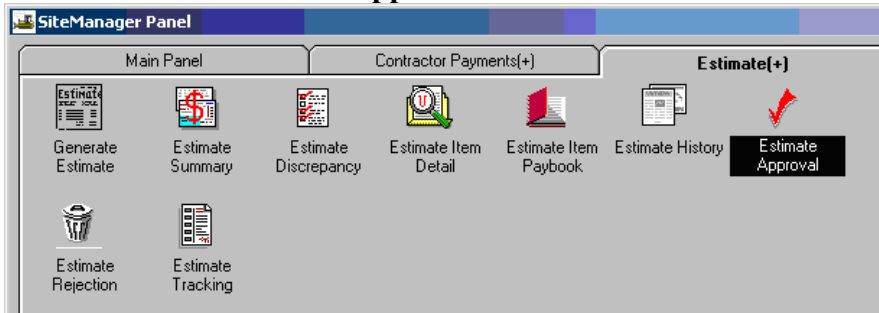 SiteManager Panel
Main Panel Contractor Payments(+) Estimate(+)
Generate Estimate Estimate Estimate Item Estimate Item Estimate History Estimate
Estimate Summary Discrepancy Detail Paybook Approval
Estimate Estimate
Rejection Tracking